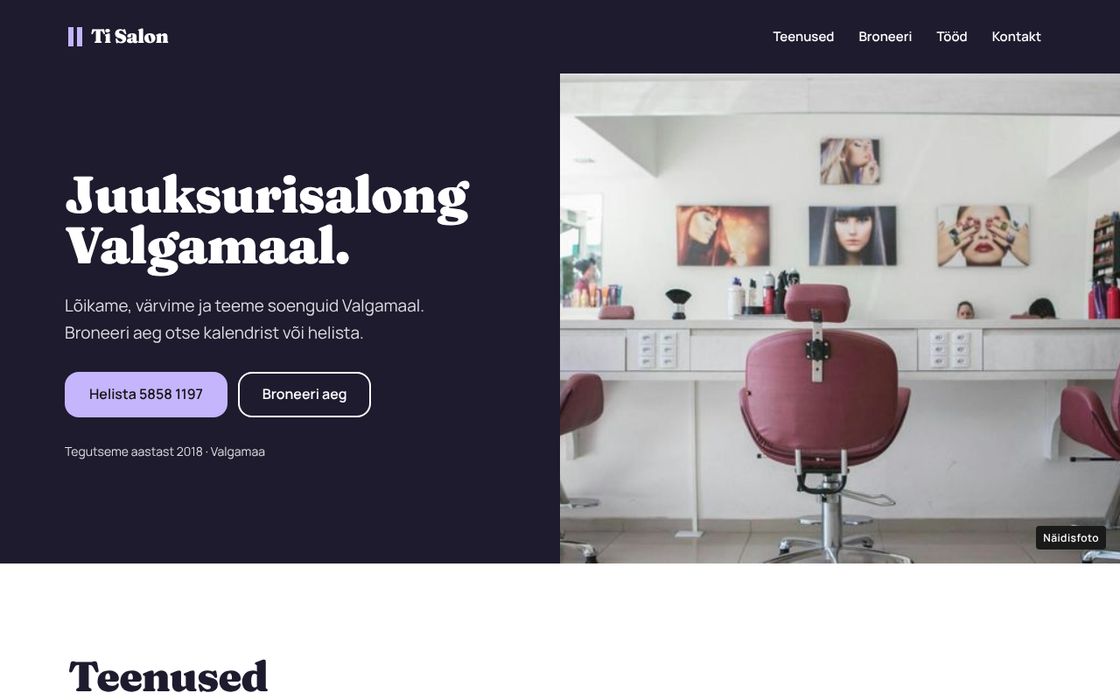 Ti Salon
Teenused Broneeri Tööd Kontakt
Juuksurisalong
Valgamaal.
Lõikame, värvime ja teeme soenguid Valgamaal.
Broneeri aeg otse kalendrist või helista.
Helista 5858 1197
Broneeri aeg
Tegutseme aastast 2018 · Valgamaa
Näidisfoto
Teenused